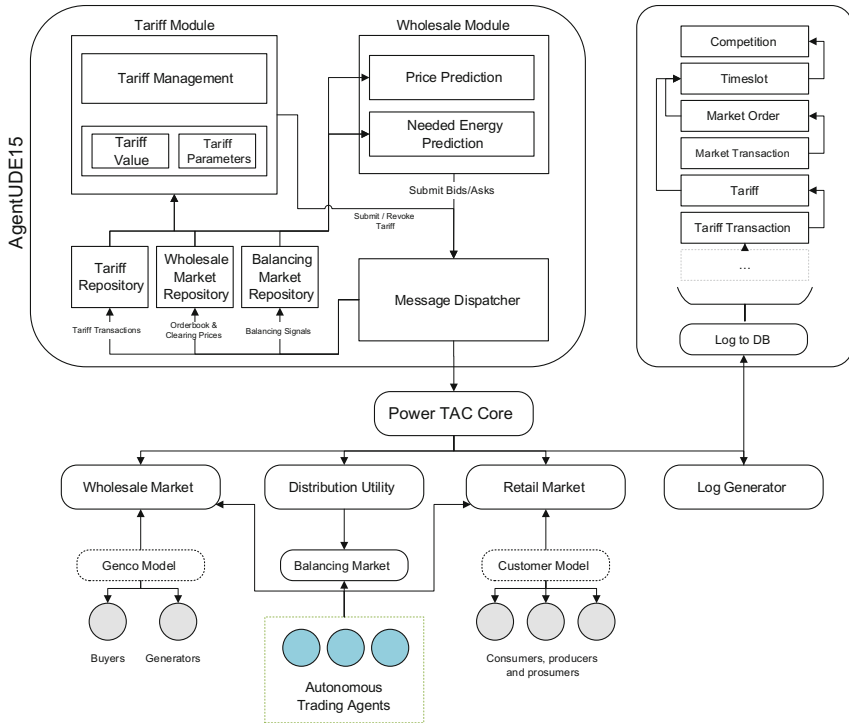 Tariff Module
Wholesale Module
AgentUDE15
Tariff Management
Tariff
Value
Tariff
Parameters
Price Prediction
Needed Energy
Prediction
Submit Bids/Asks
Submit / Revoke
Tariff
Tariff
Repository
Wholesale
Market
Repository
Balancing
Market
Repository
Message Dispatcher
Tariff Transactions
Orderbook &
Clearing Prices
Balancing Signals
Competition
Timeslot
Market Order
Market Transaction
Tariff
Tariff Transaction
...
Log to DB
Power TAC Core
Wholesale Market
Distribution Utility
Retail Market
Log Generator
Genco Model
Balancing Market
Customer Model
Buyers
Generators
Consumers, producers
and prosumers
Autonomous
Trading Agents